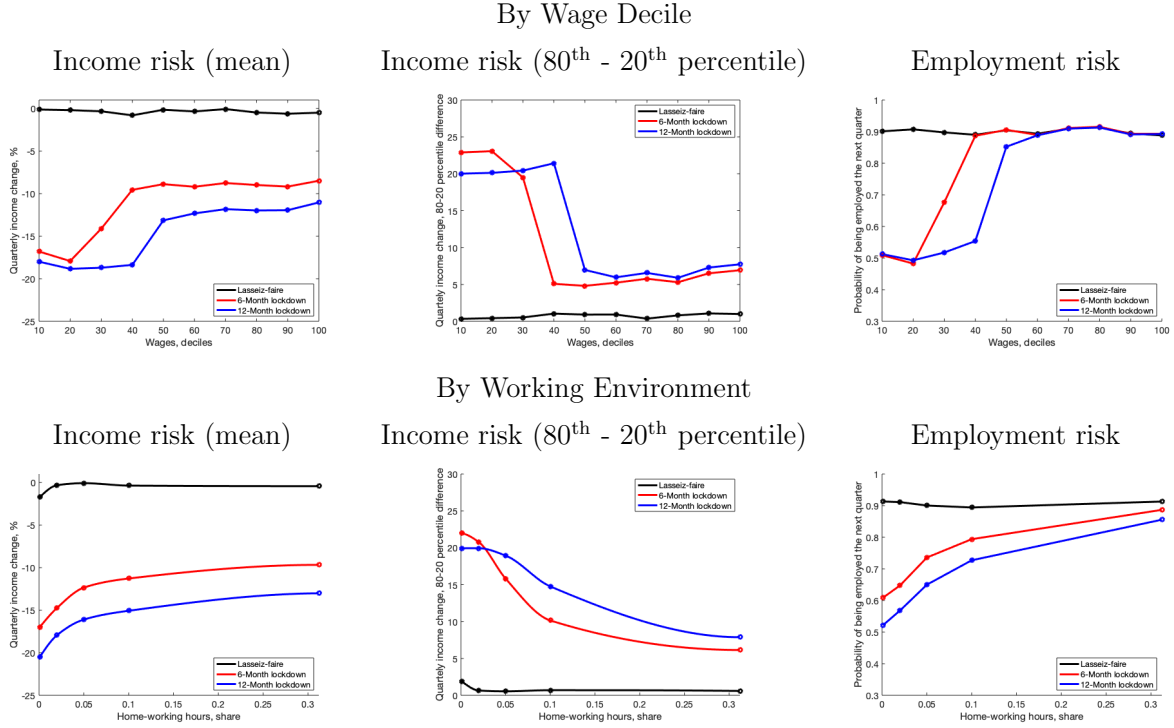 By Wage Decile
Income risk (mean)
Income risk (80th - 20th percentile)
Employment risk
Quarterly income change, %
0
-5
-10
-15
-20
-25
10 20 30 40 50 60 70 80 90 100
Wages, deciles
Lasseiz-faire
6-Month lockdown
12-Month lockdown
Quartely income change, 80-20 percentile difference
30
25
20
15
10
5
0
10 20 30 40 50 60 70 80 90 100
Wages, deciles
Lasseiz-faire
6-Month lockdown
12-Month lockdown
Probability of being employed the next quarter
1
0.9
0.8
0.7
0.6
0.5
0.4
0.3
10 20 30 40 50 60 70 80 90 100
Wages, deciles
Lasseiz-faire
6-Month lockdown
12-Month lockdown
By Working Environment
Income risk (mean)
Income risk (80th - 20th percentile)
Employment risk
Quarterly income change, %
0
-5
-10
-15
-20
-25
0 0.05 0.1 0.15 0.2 0.25 0.3
Home-working hours, share
Lasseiz-faire
6-Month lockdown
12-Month lockdown
Quartely income change, 80-20 percentile difference
30
25
20
15
10
5
0
0 0.05 0.1 0.15 0.2 0.25 0.3
Home-working hours, share
Lasseiz-faire
6-Month lockdown
12-Month lockdown
Probability of being employed the next quarter
1
0.9
0.8
0.7
0.6
0.5
0.4
0.3
0 0.05 0.1 0.15 0.2 0.25 0.3
Home-working hours, share
Lasseiz-faire
6-Month lockdown
12-Month lockdown